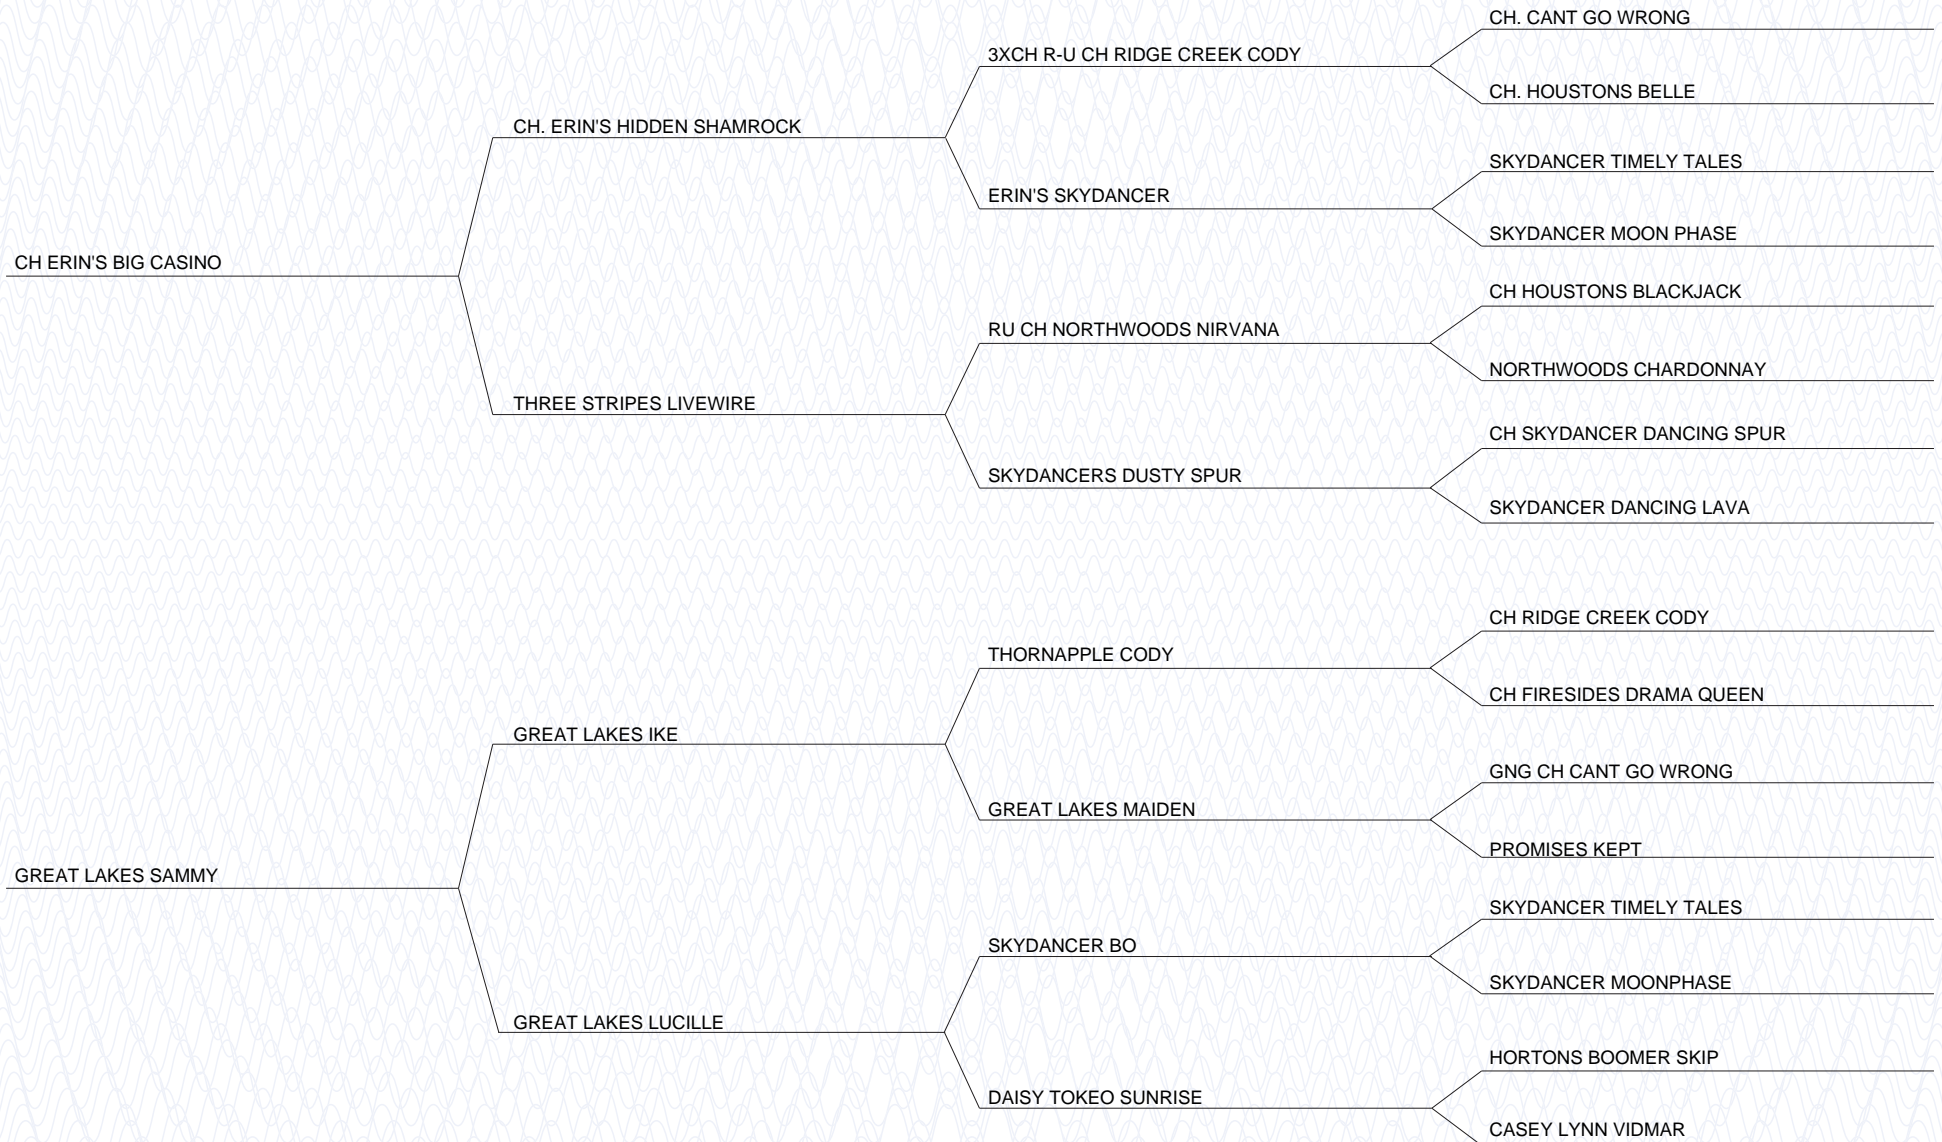 CH. CANT GO WRONG
3XCH R-U CH RIDGE CREEK CODY
CH. HOUSTONS BELLE
CH. ERIN'S HIDDEN SHAMROCK
SKYDANCER TIMELY TALES
ERIN'S SKYDANCER
SKYDANCER MOON PHASE
CH ERIN'S BIG CASINO
CH HOUSTONS BLACKJACK
RU CH NORTHWOODS NIRVANA
NORTHWOODS CHARDONNAY
THREE STRIPES LIVEWIRE
CH SKYDANCER DANCING SPUR
SKYDANCERS DUSTY SPUR
SKYDANCER DANCING LAVA
CH RIDGE CREEK CODY
THORNAPPLE CODY
CH FIRESIDES DRAMA QUEEN
GREAT LAKES IKE
GNG CH CANT GO WRONG
GREAT LAKES MAIDEN
PROMISES KEPT
GREAT LAKES SAMMY
SKYDANCER TIMELY TALES
SKYDANCER BO
SKYDANCER MOONPHASE
GREAT LAKES LUCILLE
HORTONS BOOMER SKIP
DAISY TOKEO SUNRISE
CASEY LYNN VIDMAR